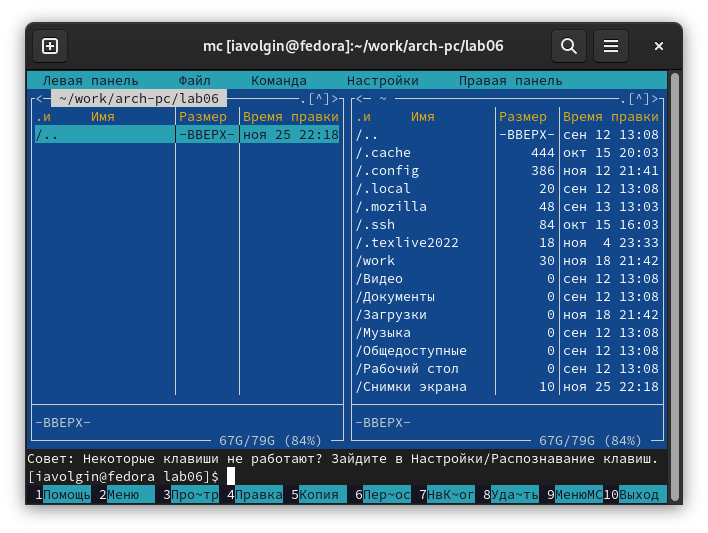 mc [iavolgin@fedora]:~/work/arch-pc/lab06
Левая панель Файл Команда Настройки Правая панель
<— ~/work/arch-pc/lab06 .[^]>
.и Имя Размер Время правки
/.. -ВВЕРХ- ноя 25 22:18
-ВВЕРХ-
67G/79G (84%)
<— ~ .[^]>
.и Имя Размер Время правки
/.. -ВВЕРХ- сен 12 13:08
/.cache 444 окт 15 20:03
/.config 386 ноя 12 21:41
/.local 20 сен 12 13:08
/.mozilla 48 сен 13 13:03
/.ssh 84 окт 15 16:03
/.texlive2022 18 ноя 4 23:33
/work 30 ноя 18 21:42
/Видео 0 сен 12 13:08
/Документы 0 сен 12 13:08
/Загрузки 0 ноя 18 21:42
/Музыка 0 сен 12 13:08
/Общедоступные 0 сен 12 13:08
/Рабочий стол 0 сен 12 13:08
/Снимки экрана 10 ноя 25 22:18
-ВВЕРХ-
67G/79G (84%)
Совет: Некоторые клавиши не работают? Зайдите в Настройки/Распознавание клавиш.
[iavolgin@fedora lab06]$
1Помощь 2Меню 3Про~тр 4Правка 5Копия 6Пер~ос 7НвК~ог 8Уда~ть 9МенюМС 10Выход